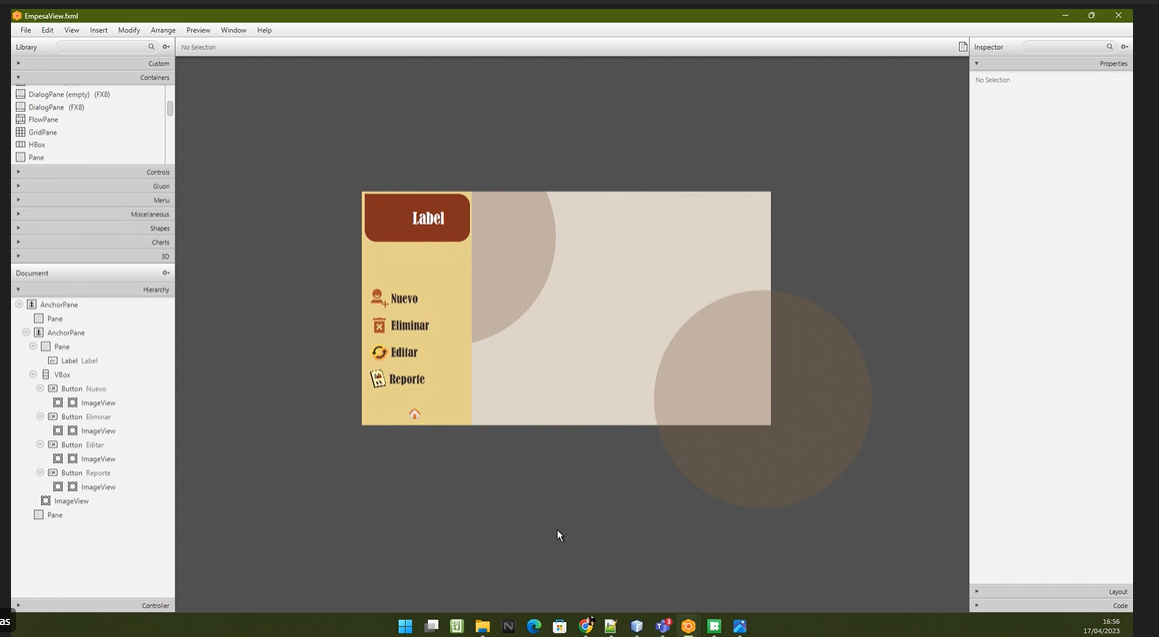 EmpesaView.fxml
File Edit View Insert Modify Arrange Preview Window Help
Library
No Selection
Inspector
Custom
Containers
DialogPane (empty) (FX8)
DialogPane (FX8)
FlowPane
GridPane
HBox
Pane
Controls
Gluon
Menu
Miscellaneous
Shapes
Charts
3D
Document
Hierarchy
AnchorPane
Pane
AnchorPane
Pane
Label Label
VBox
Button Nuevo
ImageView
Button Eliminar
ImageView
Button Editar
ImageView
Button Reporte
ImageView
ImageView
Pane
Controller
Label
Nuevo
Eliminar
Editar
Reporte
Properties
No Selection
Layout
Code
as
3
16:56
17/04/2023